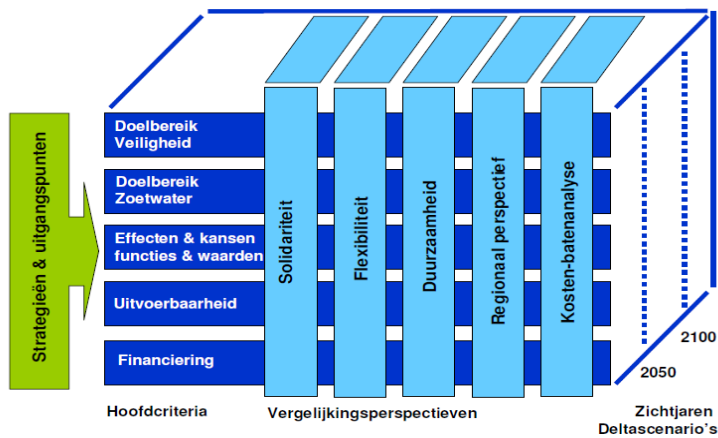 Strategieën & uitgangspunten
Doelbereik
Veiligheid
Doelbereik
Zoetwater
Effecten & kansen
functies & waarden
Uitvoerbaarheid
Financiering
Solidariteit
Flexibiliteit
Duurzaamheid
Regionaal perspectief
Kosten-batenanalyse
2100
2050
Hoofdcriteria
Vergelijkingsperspectieven
Zichtjaren
Deltascenario's